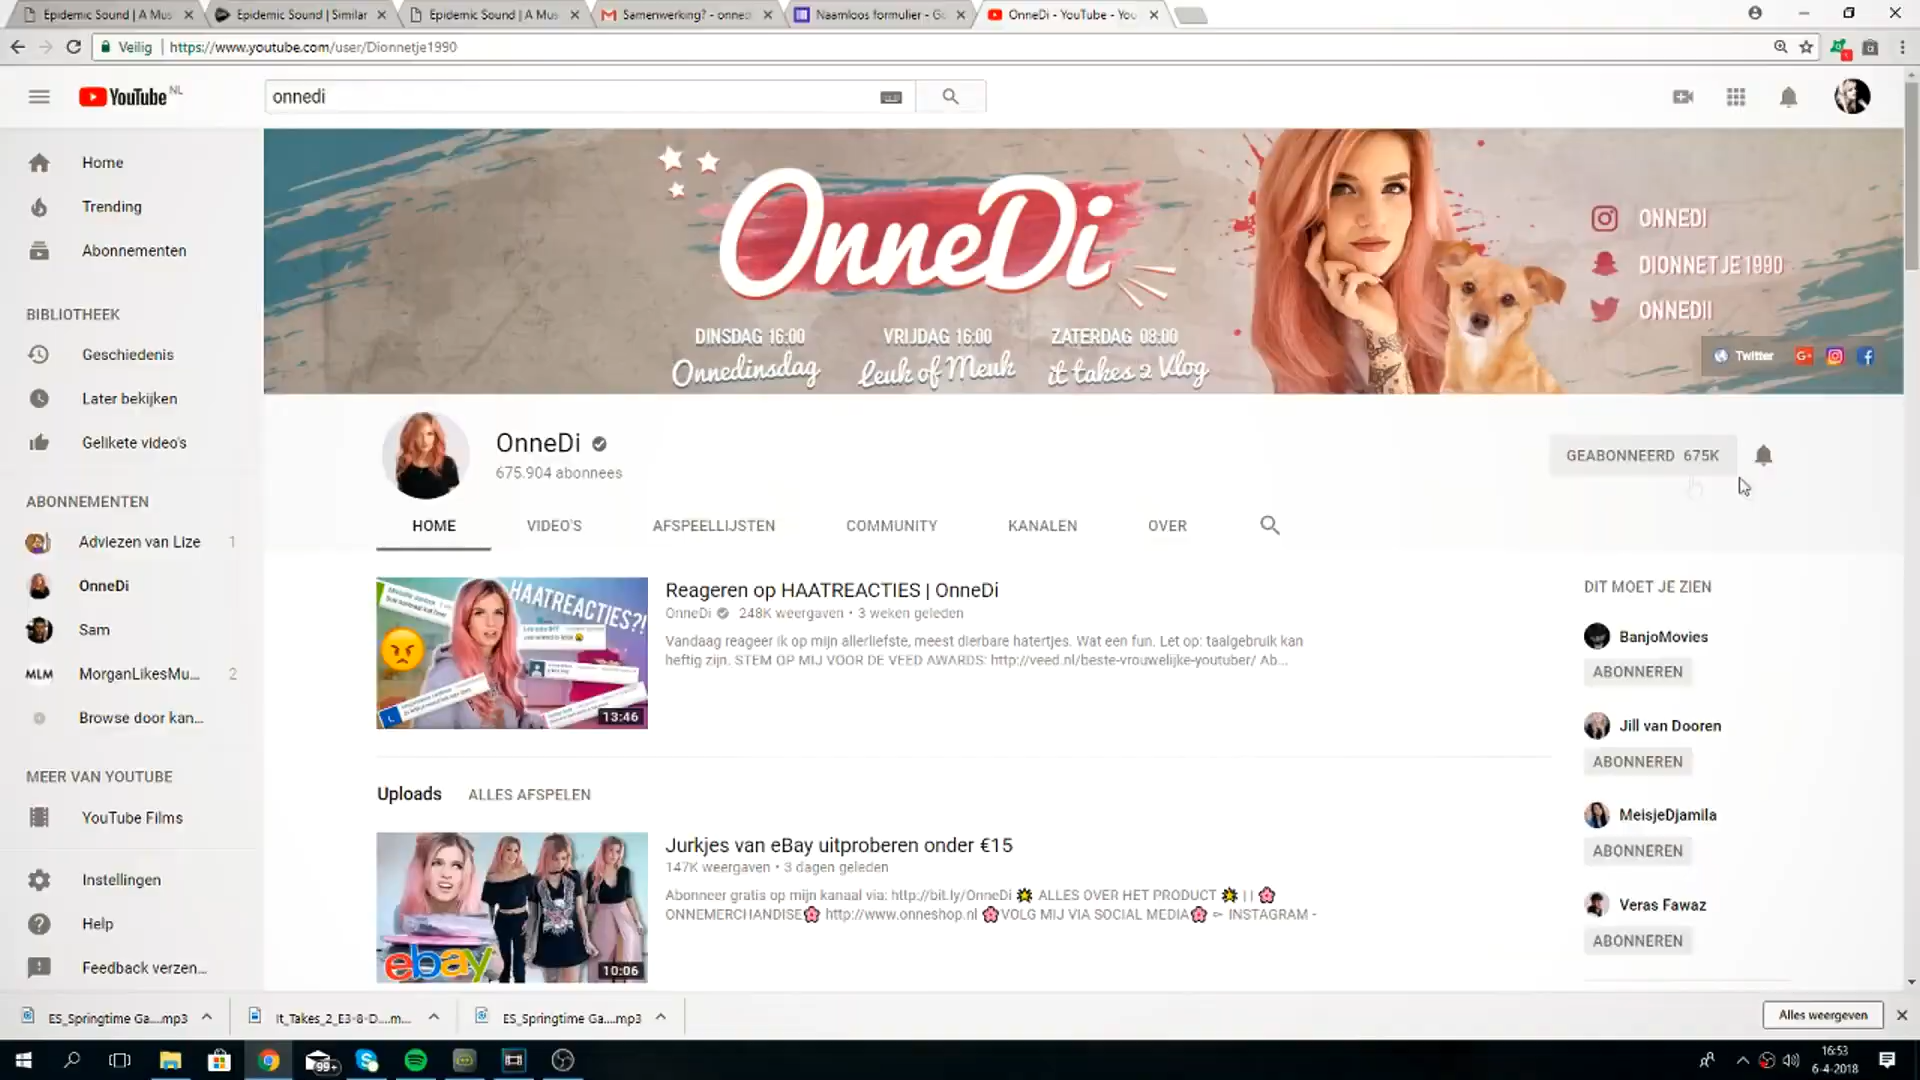 Epidemic Sound | A Mus
Epidemic Sound | Similar
Epidemic Sound | A Mus
Samenwerking? - onned
Naamloos formulier - Go
OnneDi - YouTube - You
Veilig
https://www.youtube.com/user/Dionnetje1990
YouTube NL
onnedi
Home
Trending
Abonnementen
BIBLIOTHEEK
Geschiedenis
Later bekijken
Gelikete video's
ABONNEMENTEN
Adviezen van Lize 1
OnneDi
Sam
MLM MorganLikesMu... 2
Browse door kan...
MEER VAN YOUTUBE
YouTube Films
Instellingen
Help
Feedback verzen...
OnneDi
DINSDAG 16:00
Onnedinsdag
VRIJDAG 16:00
Leuk of Meuk
ZATERDAG 08:00
it takes 2 Vlog
ONNEDI
DIONNETJE1990
ONNEDII
Twitter
OnneDi
675.904 abonnees
GEABONNEERD 675K
HOME
VIDEO'S
AFSPEELLIJSTEN
COMMUNITY
KANALEN
OVER
HAATREACTIES?!
13:46
Reageren op HAATREACTIES | OnneDi
OnneDi 248K weergaven • 3 weken geleden
Vandaag reageer ik op mijn allerliefste, meest dierbare hatertjes. Wat een fun. Let op: taalgebruik kan
heftig zijn. STEM OP MIJ VOOR DE VEED AWARDS: http://veed.nl/beste-vrouwelijke-youtuber/ Ab...
Uploads
ALLES AFSPELEN
ebay
10:06
Jurkjes van eBay uitproberen onder €15
147K weergaven • 3 dagen geleden
Abonneer gratis op mijn kanaal via: http://bit.ly/OnneDi 🌟 ALLES OVER HET PRODUCT 🌟 | | 🌸
ONNEMERCHANDISE🌸 http://www.onneshop.nl 🌸VOLG MIJ VIA SOCIAL MEDIA🌸 ➳ INSTAGRAM -
DIT MOET JE ZIEN
BanjoMovies
ABONNEREN
Jill van Dooren
ABONNEREN
MeisjeDjamila
ABONNEREN
Veras Fawaz
ABONNEREN
ES_Springtime Ga....mp3
It_Takes_2_E3-8-D....m...
ES_Springtime Ga....mp3
Alles weergeven
99+
16:53
6-4-2018